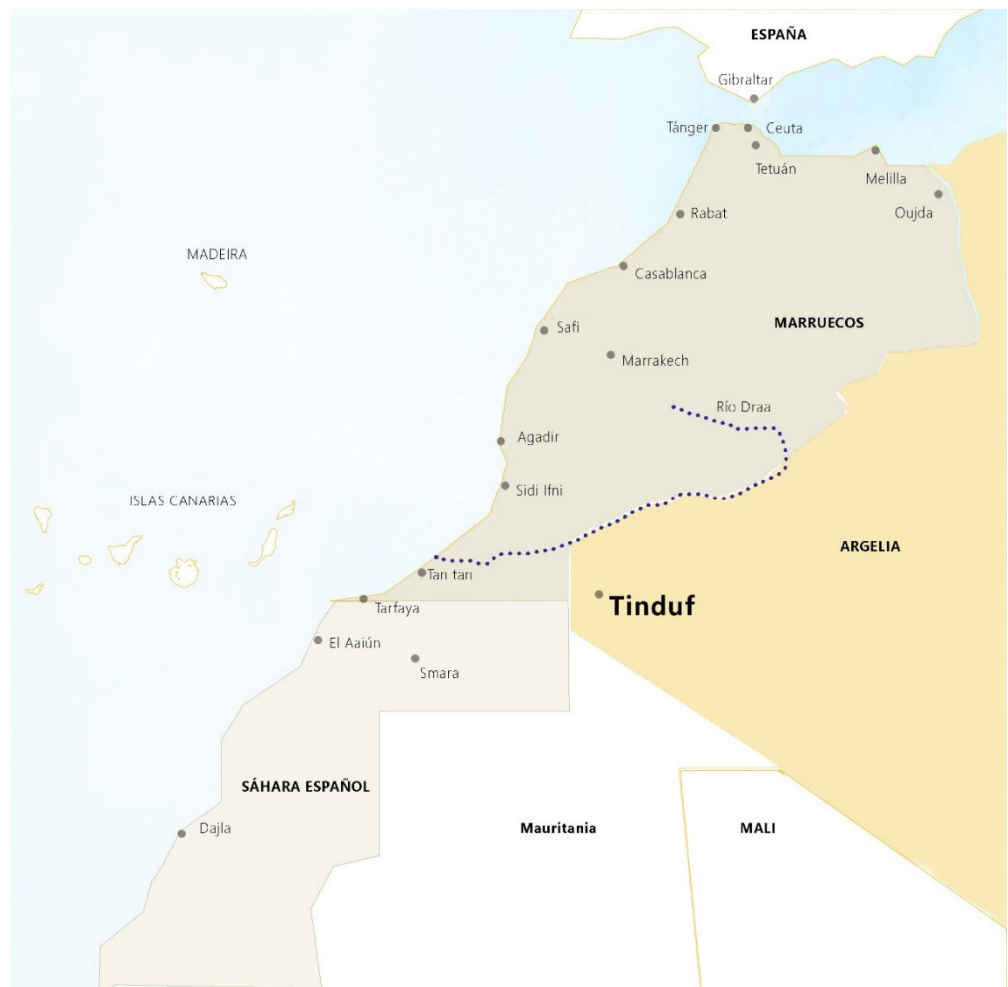 ESPAÑA
Gibraltar
Tánger
Ceuta
Tetuán
Melilla
Oujda
Rabat
MADEIRA
Casablanca
MARRUECOS
Safi
Marrakech
Río Draa
Agadir
Sidi Ifni
ISLAS CANARIAS
ARGELIA
Tan tan
Tinduf
Tarfaya
El Aaiún
Smara
SÁHARA ESPAÑOL
Dajla
Mauritania
MALI